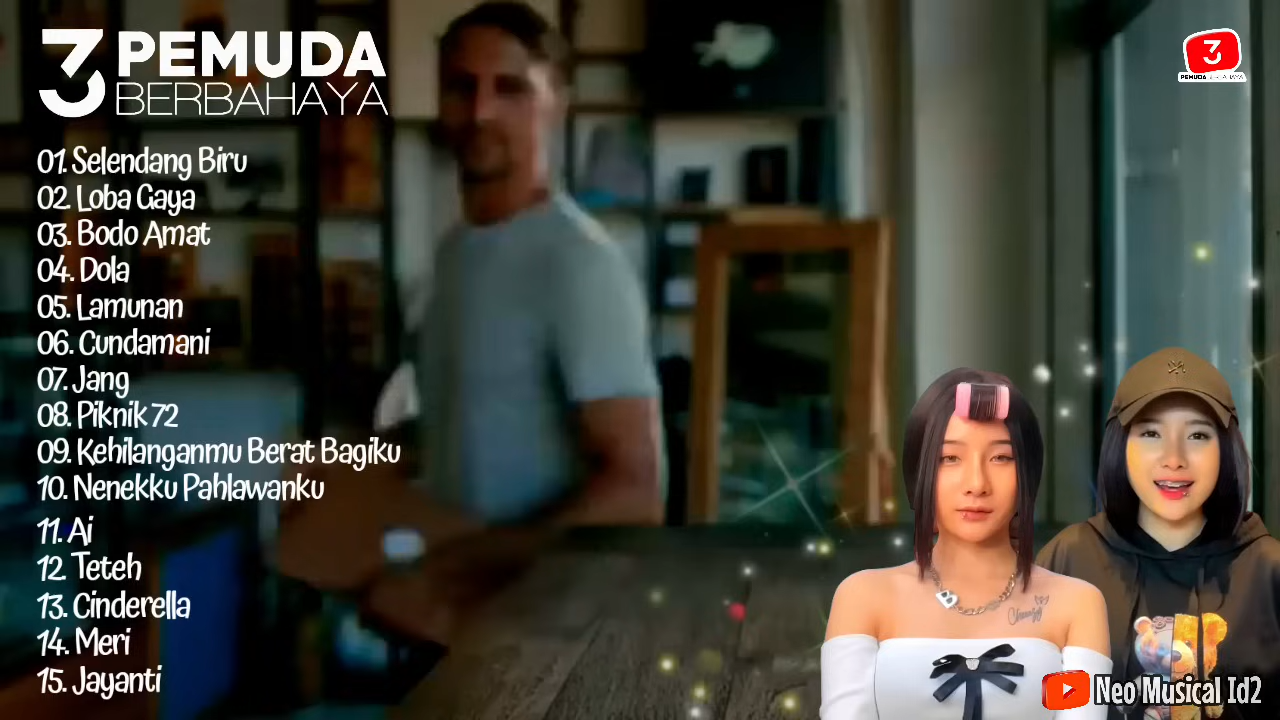 3 PEMUDA
BERBAHAYA
3
PEMUDA BERBAHAYA
01. Selendang Biru
02. Loba Gaya
03. Bodo Amat
04. Dola
05. Lamunan
06. Cundamani
07. Jang
08. Piknik 72
09. Kehilanganmu Berat Bagiku
10. Nenekku Pahlawanku
11. Ai
12. Teteh
13. Cinderella
14. Meri
15. Jayanti
B
Neo Musical Id2